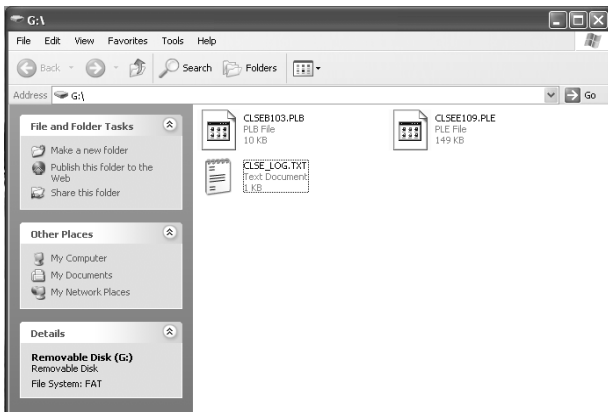 G:\
File Edit View Favorites Tools Help
Back Search Folders
Address G:\ Go
File and Folder Tasks
Make a new folder
Publish this folder to the
Web
Share this folder
Other Places
My Computer
My Documents
My Network Places
Details
Removable Disk (G:)
Removable Disk
File System: FAT
CLSEB103.PLB
PLB File
10 KB
CLSEE109.PLE
PLE File
149 KB
CLSE_LOG.TXT
Text Document
1 KB